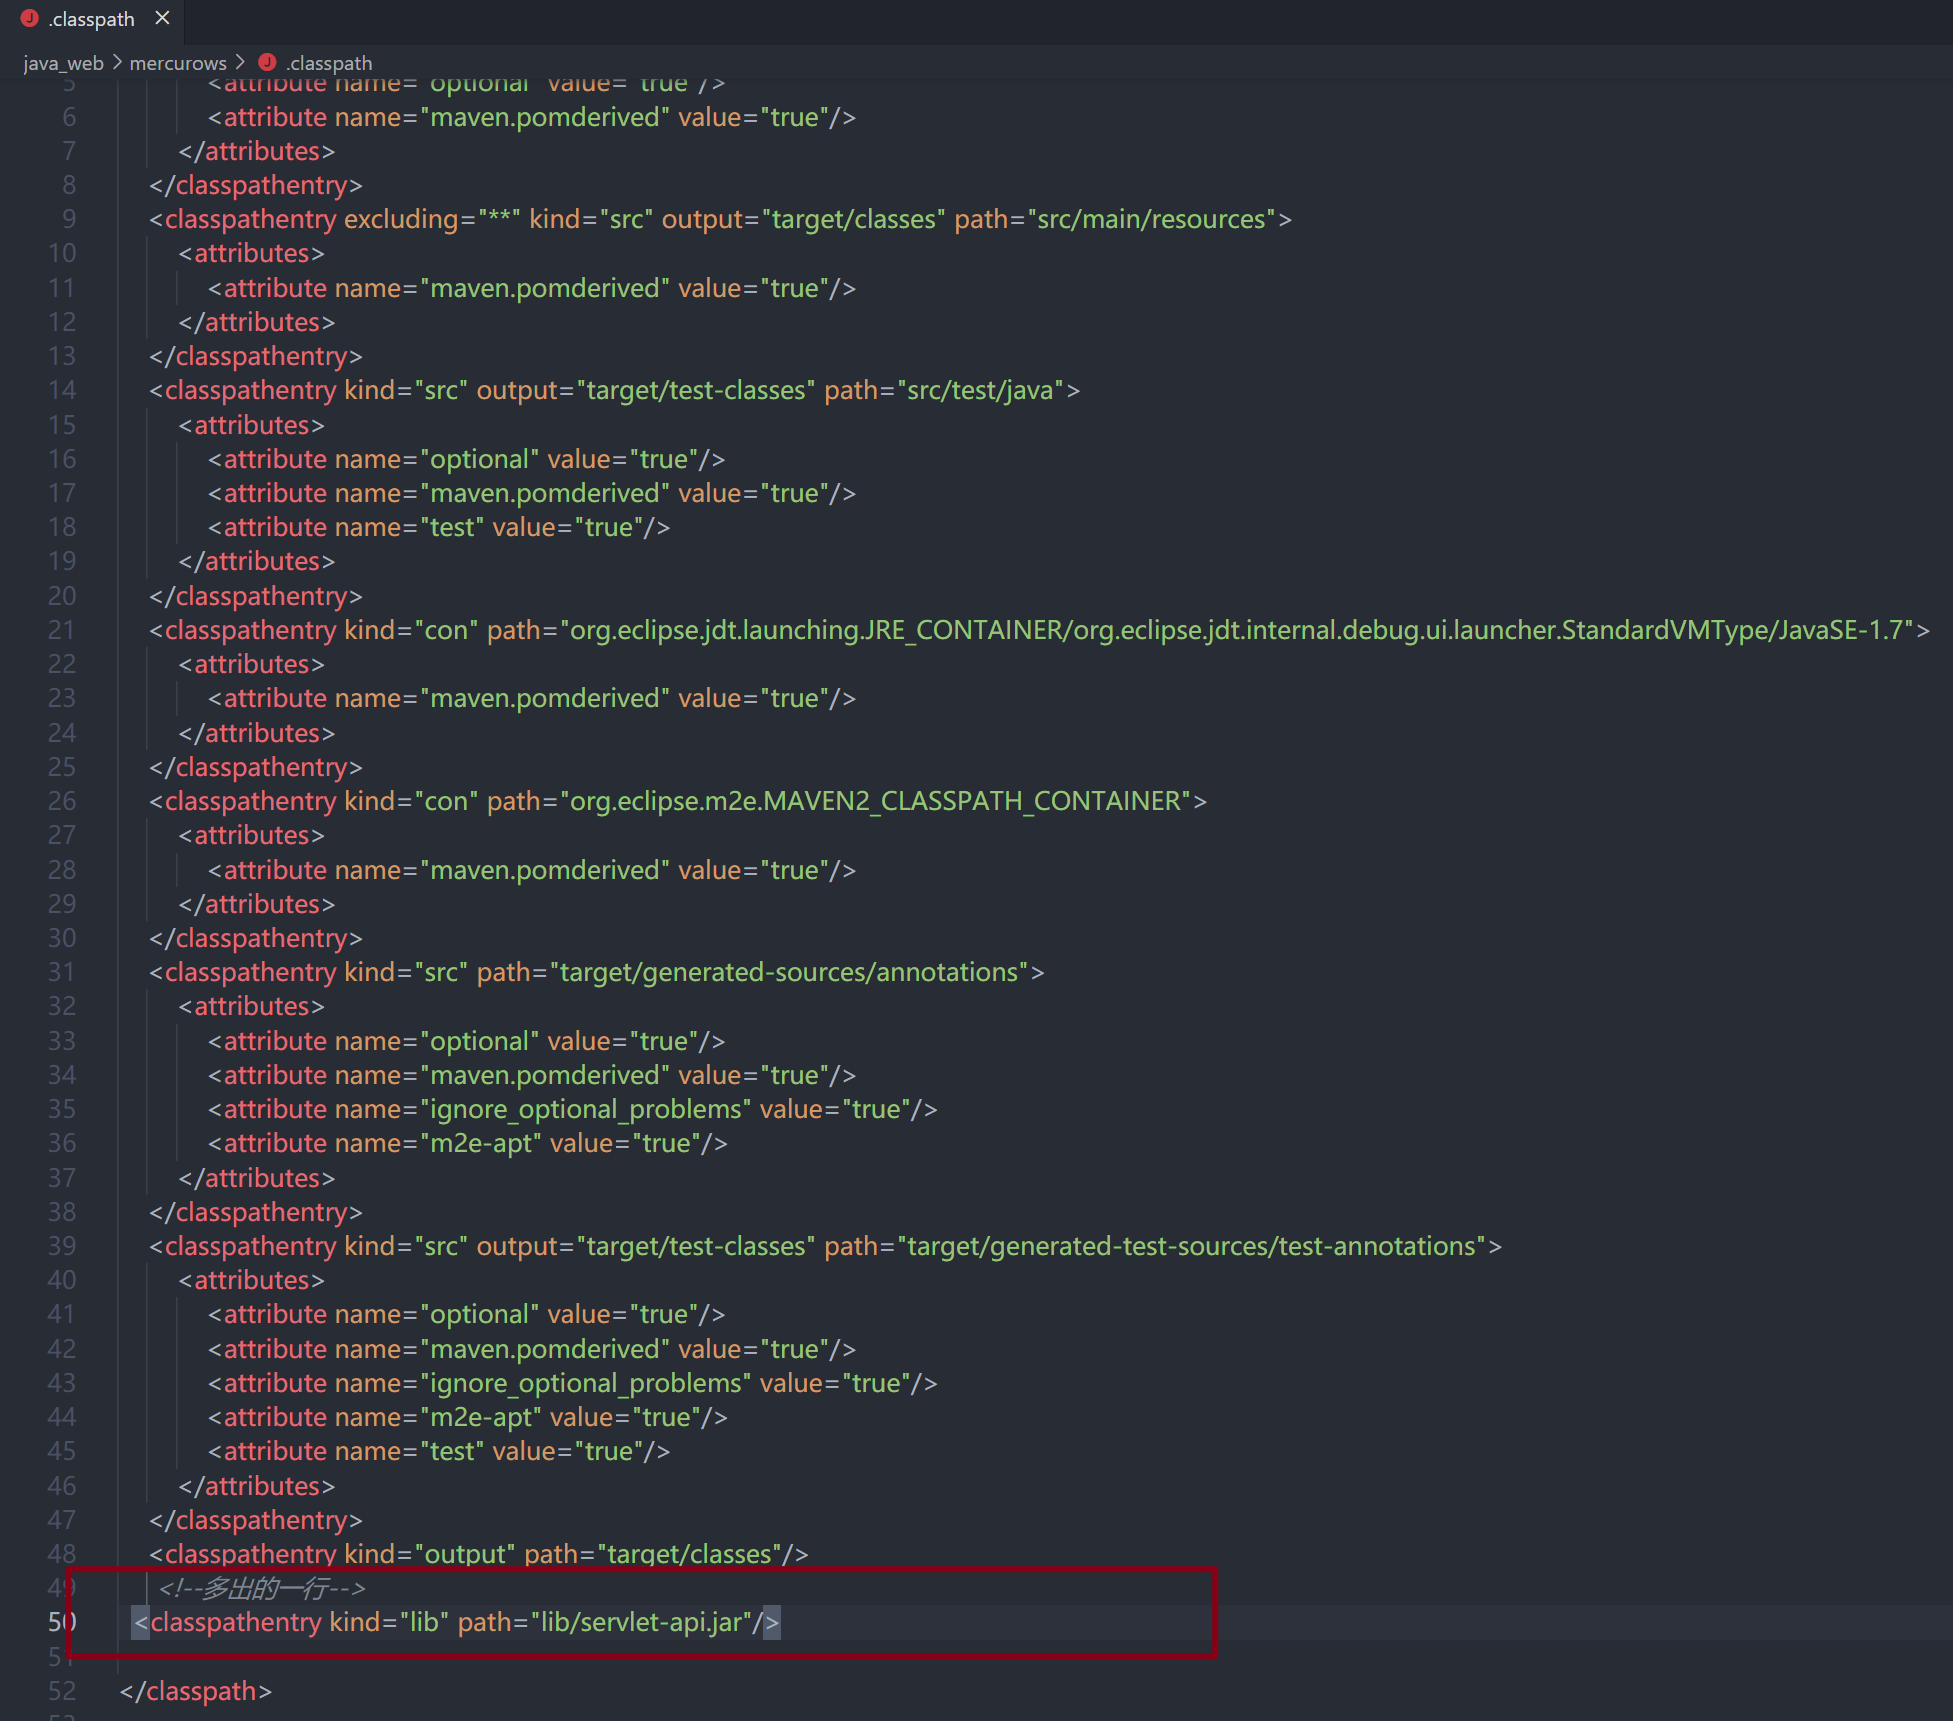 .classpath
java_web > mercurows > .classpath
5 <attribute name="optional" value="true"/>
6 <attribute name="maven.pomderived" value="true"/>
7 </attributes>
8 </classpathentry>
9 <classpathentry excluding="**" kind="src" output="target/classes" path="src/main/resources">
10 <attributes>
11 <attribute name="maven.pomderived" value="true"/>
12 </attributes>
13 </classpathentry>
14 <classpathentry kind="src" output="target/test-classes" path="src/test/java">
15 <attributes>
16 <attribute name="optional" value="true"/>
17 <attribute name="maven.pomderived" value="true"/>
18 <attribute name="test" value="true"/>
19 </attributes>
20 </classpathentry>
21 <classpathentry kind="con" path="org.eclipse.jdt.launching.JRE_CONTAINER/org.eclipse.jdt.internal.debug.ui.launcher.StandardVMType/JavaSE-1.7">
22 <attributes>
23 <attribute name="maven.pomderived" value="true"/>
24 </attributes>
25 </classpathentry>
26 <classpathentry kind="con" path="org.eclipse.m2e.MAVEN2_CLASSPATH_CONTAINER">
27 <attributes>
28 <attribute name="maven.pomderived" value="true"/>
29 </attributes>
30 </classpathentry>
31 <classpathentry kind="src" path="target/generated-sources/annotations">
32 <attributes>
33 <attribute name="optional" value="true"/>
34 <attribute name="maven.pomderived" value="true"/>
35 <attribute name="ignore_optional_problems" value="true"/>
36 <attribute name="m2e-apt" value="true"/>
37 </attributes>
38 </classpathentry>
39 <classpathentry kind="src" output="target/test-classes" path="target/generated-test-sources/test-annotations">
40 <attributes>
41 <attribute name="optional" value="true"/>
42 <attribute name="maven.pomderived" value="true"/>
43 <attribute name="ignore_optional_problems" value="true"/>
44 <attribute name="m2e-apt" value="true"/>
45 <attribute name="test" value="true"/>
46 </attributes>
47 </classpathentry>
48 <classpathentry kind="output" path="target/classes"/>
49 <!--多出的一行-->
50 <classpathentry kind="lib" path="lib/servlet-api.jar"/>
51
52 </classpath>
53